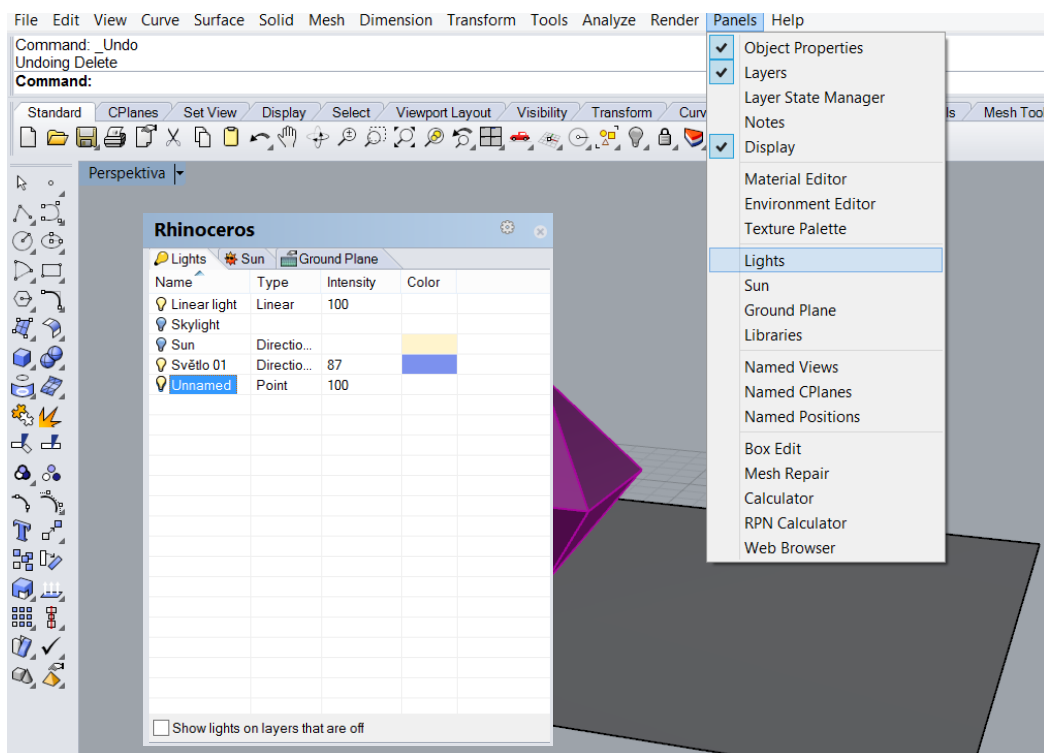 File Edit View Curve Surface Solid Mesh Dimension Transform Tools Analyze Render Panels Help
Command: _Undo
Undoing Delete
Command:
Standard CPlanes Set View Display Select Viewport Layout Visibility Transform Curv ls Mesh Tool
Perspektiva
Rhinoceros
Lights Sun Ground Plane
Name Type Intensity Color
Linear light Linear 100
Skylight
Sun Directio...
Světlo 01 Directio... 87
Unnamed Point 100
Show lights on layers that are off
Object Properties
Layers
Layer State Manager
Notes
Display
Material Editor
Environment Editor
Texture Palette
Lights
Sun
Ground Plane
Libraries
Named Views
Named CPlanes
Named Positions
Box Edit
Mesh Repair
Calculator
RPN Calculator
Web Browser